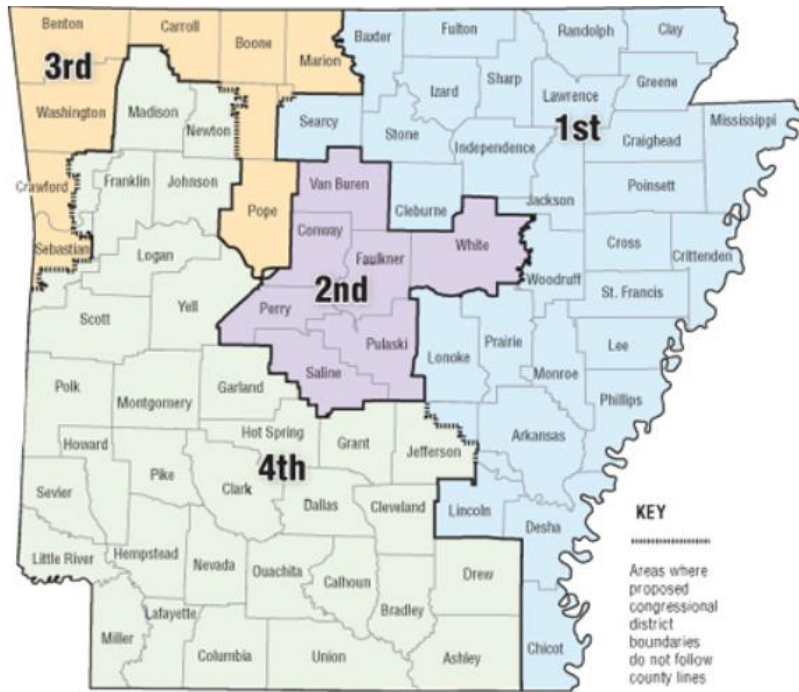 Benton
Carroll
Boone
Marion
Baxter
Fulton
Randolph
Clay
3rd
Washington
Madison
Newton
Searcy
Stone
Izard
Sharp
Lawrence
Greene
1st
Independence
Craighead
Mississippi
Poinsett
Crawford
Franklin
Johnson
Pope
Van Buren
Cleburne
Jackson
Sebastian
Logan
Conway
Faulkner
White
Woodruff
Cross
Crittenden
2nd
St. Francis
Scott
Yell
Perry
Pulaski
Saline
Lonoke
Prairie
Monroe
Lee
Phillips
Polk
Montgomery
Garland
Hot Spring
Grant
Jefferson
Arkansas
Howard
Pike
Clark
4th
Dallas
Cleveland
Lincoln
Desha
Sevier
Little River
Hempstead
Nevada
Ouachita
Calhoun
Bradley
Drew
Miller
Lafayette
Columbia
Union
Ashley
Chicot
KEY
Areas where
proposed
congressional
district
boundaries
do not follow
county lines